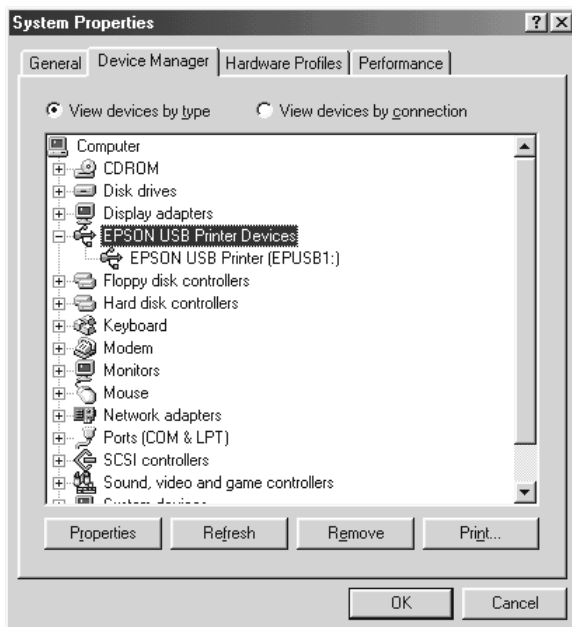 System Properties
General Device Manager Hardware Profiles Performance
View devices by type View devices by connection
Computer
CDROM
Disk drives
Display adapters
EPSON USB Printer Devices
EPSON USB Printer (EPUSB1:)
Floppy disk controllers
Hard disk controllers
Keyboard
Modem
Monitors
Mouse
Network adapters
Ports (COM & LPT)
SCSI controllers
Sound, video and game controllers
System devices
Properties Refresh Remove Print...
OK Cancel